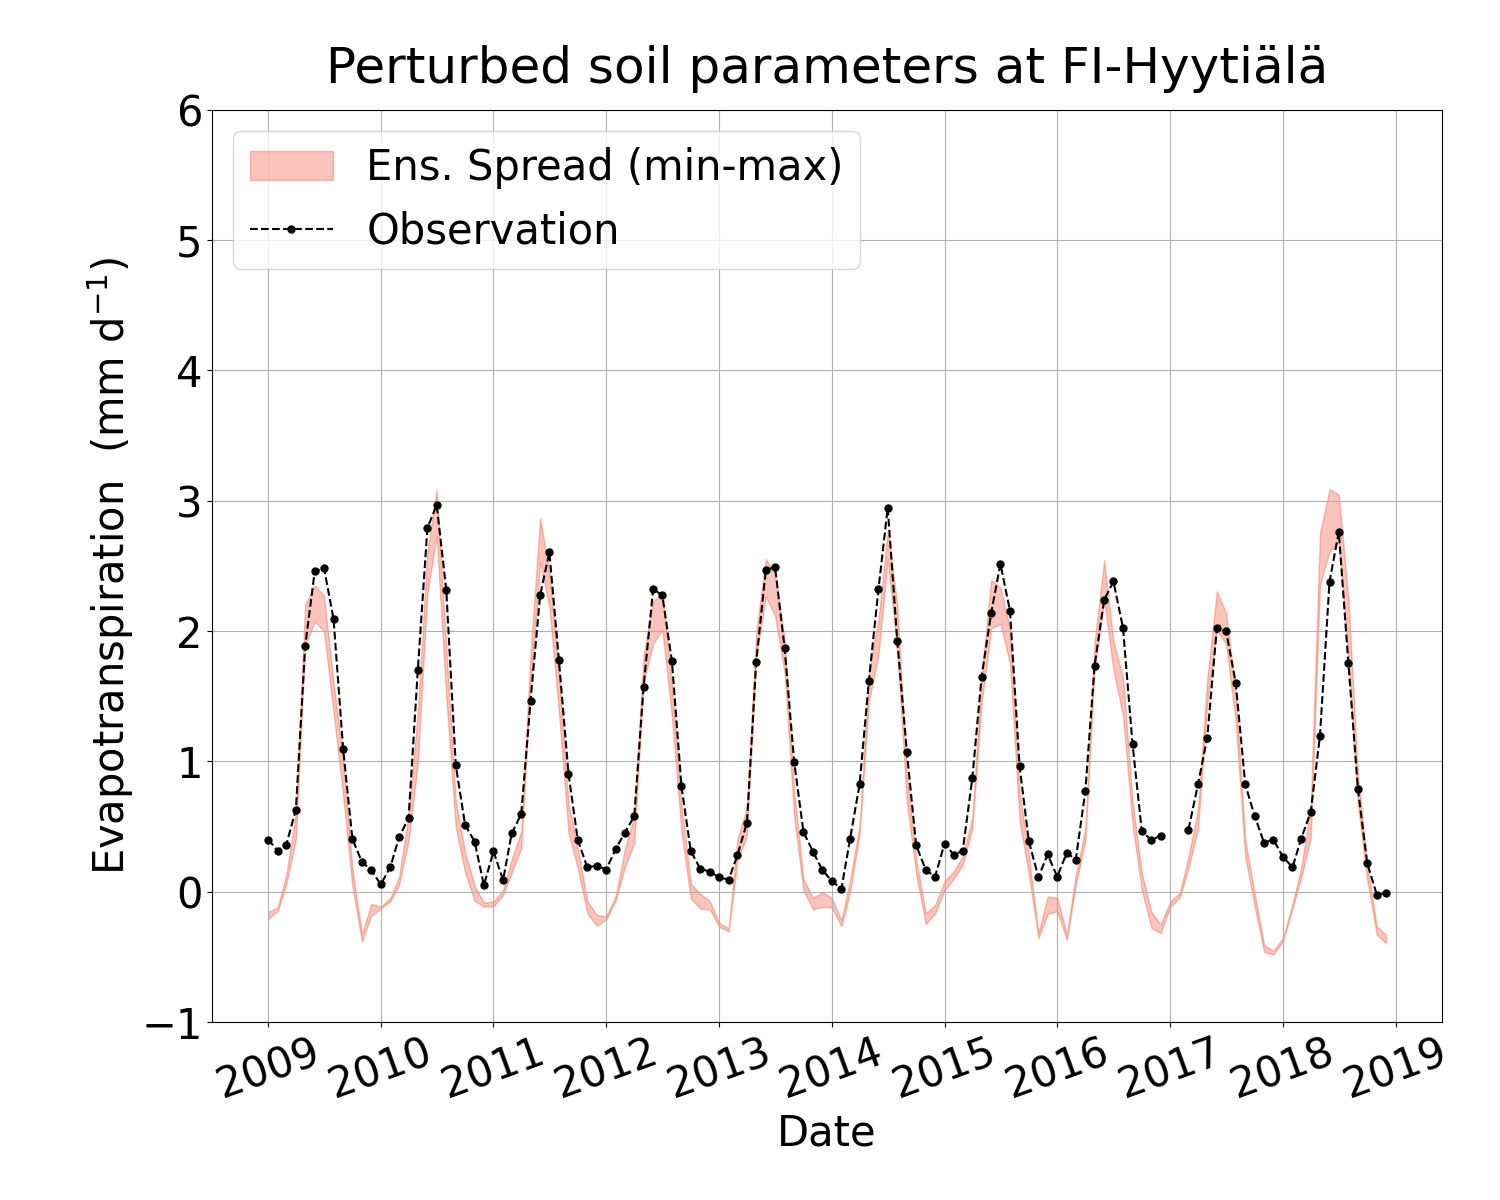 Perturbed soil parameters at FI-Hyytiälä
Ens. Spread (min-max)
Observation
Evapotranspiration (mm d⁻¹)
6
5
4
3
2
1
0
−1
2009 2010 2011 2012 2013 2014 2015 2016 2017 2018 2019
Date